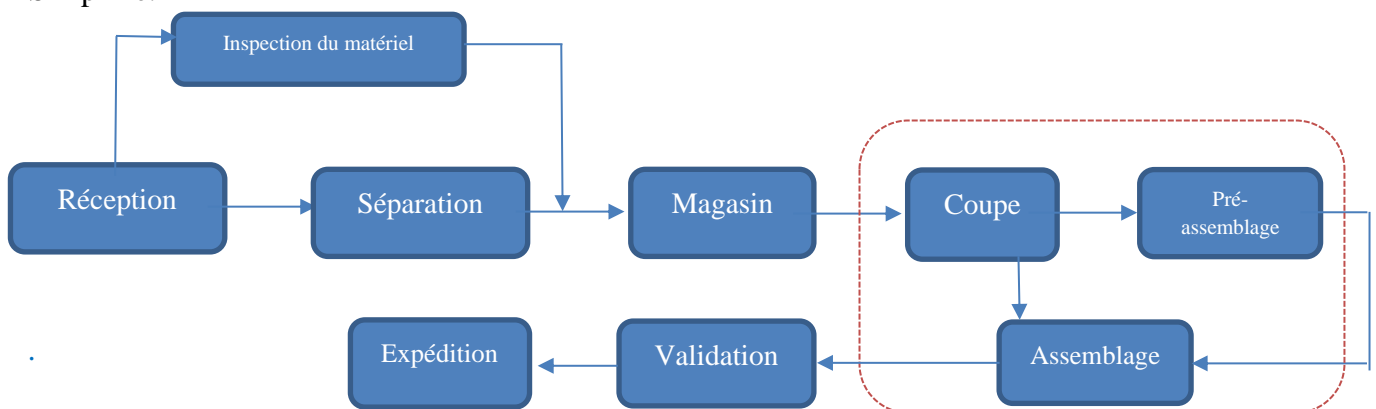 Inspection du matériel
Réception
Séparation
Magasin
Coupe
Pré-
assemblage
Expédition
Validation
Assemblage
.